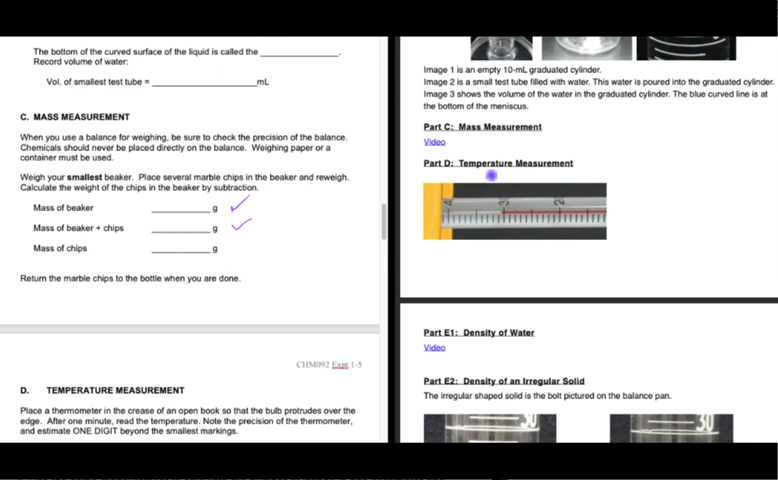 The bottom of the curved surface of the liquid is called the _________________.
Record volume of water:
Vol. of smallest test tube = _____________________mL
C. MASS MEASUREMENT
When you use a balance for weighing, be sure to check the precision of the balance.
Chemicals should never be placed directly on the balance. Weighing paper or a
container must be used.
Weigh your smallest beaker. Place several marble chips in the beaker and reweigh.
Calculate the weight of the chips in the beaker by subtraction.
Mass of beaker ____________ g
Mass of beaker + chips ____________ g
Mass of chips ____________ g
Return the marble chips to the bottle when you are done.
CHM092 Expt 1-5
D. TEMPERATURE MEASUREMENT
Place a thermometer in the crease of an open book so that the bulb protrudes over the
edge. After one minute, read the temperature. Note the precision of the thermometer,
and estimate ONE DIGIT beyond the smallest markings.
Image 1 is an empty 10-mL graduated cylinder.
Image 2 is a small test tube filled with water. This water is poured into the graduated cylinder.
Image 3 shows the volume of the water in the graduated cylinder. The blue curved line is at
the bottom of the meniscus.
Part C: Mass Measurement
Video
Part D: Temperature Measurement
Part E1: Density of Water
Video
Part E2: Density of an Irregular Solid
The irregular shaped solid is the bolt pictured on the balance pan.
30